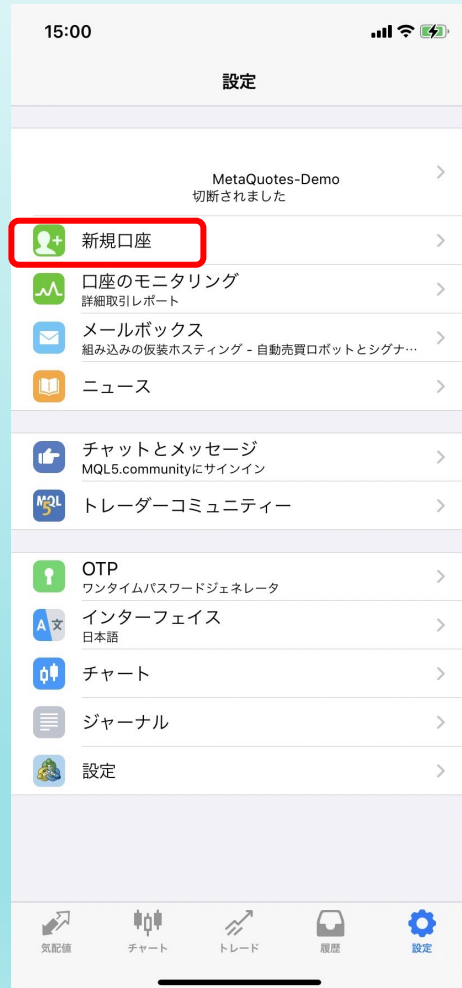 15:00
設定
MetaQuotes-Demo
切断されました
新規口座
口座のモニタリング
詳細取引レポート
メールボックス
組み込みの仮装ホスティング - 自動売買ロボットとシグナ…
ニュース
チャットとメッセージ
MQL5.communityにサインイン
MQL5
トレーダーコミュニティー
OTP
ワンタイムパスワードジェネレータ
A 文
インターフェイス
日本語
チャート
ジャーナル
設定
気配値 チャート トレード 履歴 設定